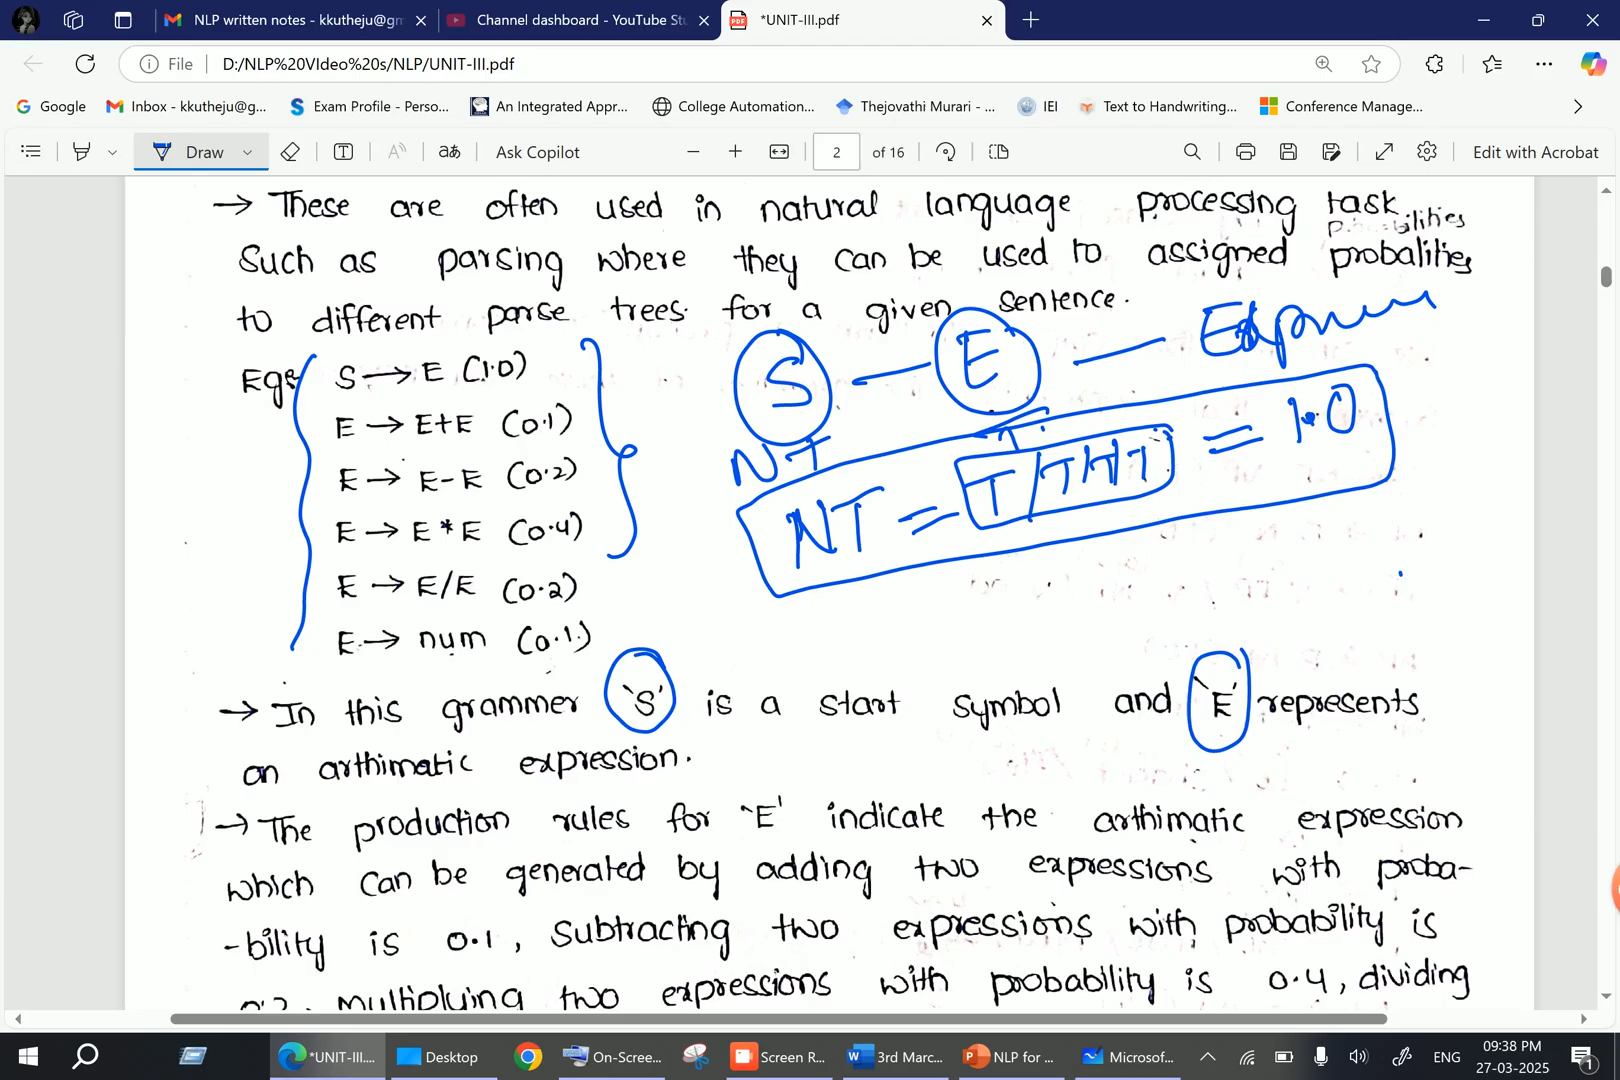 NLP written notes - kkutheju@gm
Channel dashboard - YouTube Stu
*UNIT-III.pdf
File
D:/NLP%20VIdeo%20s/NLP/UNIT-III.pdf
Google
Inbox - kkutheju@g...
Exam Profile - Perso...
An Integrated Appr...
College Automation...
Thejovathi Murari - ...
IEI
Text to Handwriting...
Conference Manage...
Draw
Ask Copilot
2
of 16
Edit with Acrobat
→ These are often used in natural language processing task
Such as parsing where they can be used to assigned probalities
to different parse trees for a given sentence.
S — E —
NT
NT = T/T/T/T = 1.0
Eg:
S → E (1.0)
E → E+E (0.1)
E → E-E (0.2)
E → E*E (0.4)
E → E/E (0.2)
E → num (0.1)
→ In this grammer 'S' is a start symbol and 'E' represents
an arthimatic expression.
→ The production rules for 'E' indicate the arthimatic expression
which can be generated by adding two expressions with proba-
-bility is 0.1, subtracting two expressions with probability is
0.2, multiplying two expressions with probability is 0.4, dividing
*UNIT-III....
Desktop
On-Scree...
Screen R...
3rd Marc...
NLP for ...
Microsof...
ENG
09:38 PM
27-03-2025
1